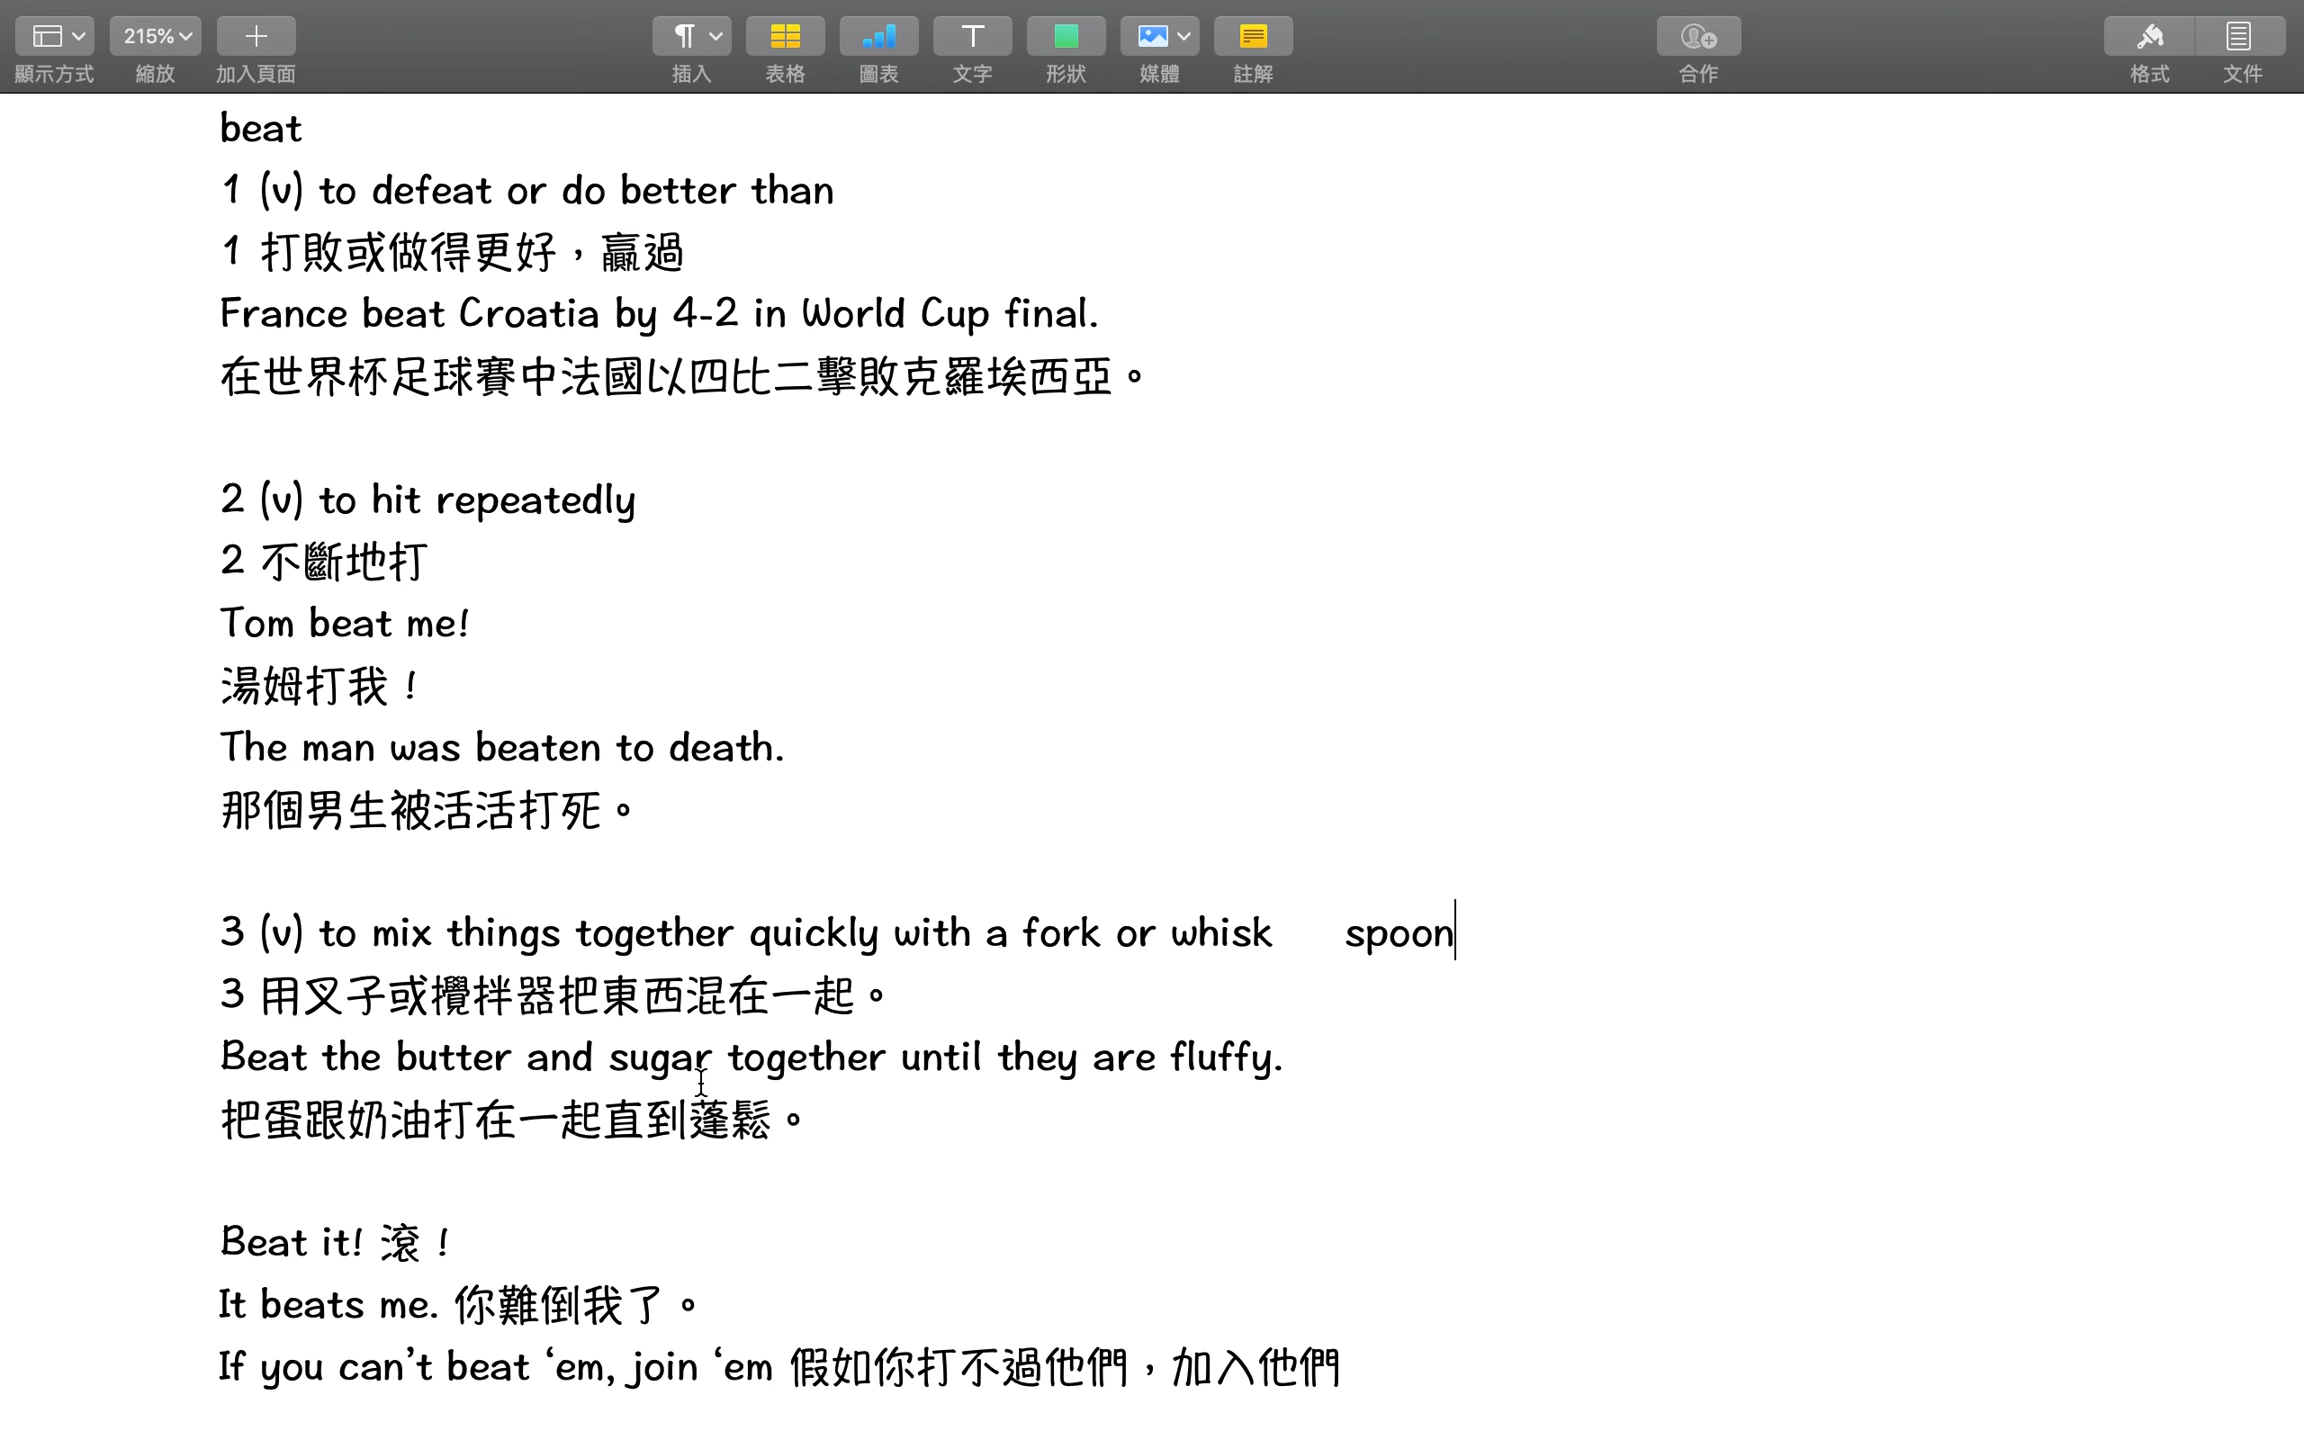 215%
顯示方式
縮放
加入頁面
插入
表格
圖表
文字
形狀
媒體
註解
合作
格式
文件
beat
1 (v) to defeat or do better than
1 打敗或做得更好，贏過
France beat Croatia by 4-2 in World Cup final.
在世界杯足球賽中法國以四比二擊敗克羅埃西亞。
2 (v) to hit repeatedly
2 不斷地打
Tom beat me!
湯姆打我！
The man was beaten to death.
那個男生被活活打死。
3 (v) to mix things together quickly with a fork or whisk spoon
3 用叉子或攪拌器把東西混在一起。
Beat the butter and sugar together until they are fluffy.
把蛋跟奶油打在一起直到蓬鬆。
Beat it! 滾！
It beats me. 你難倒我了。
If you can’t beat ‘em, join ‘em 假如你打不過他們，加入他們